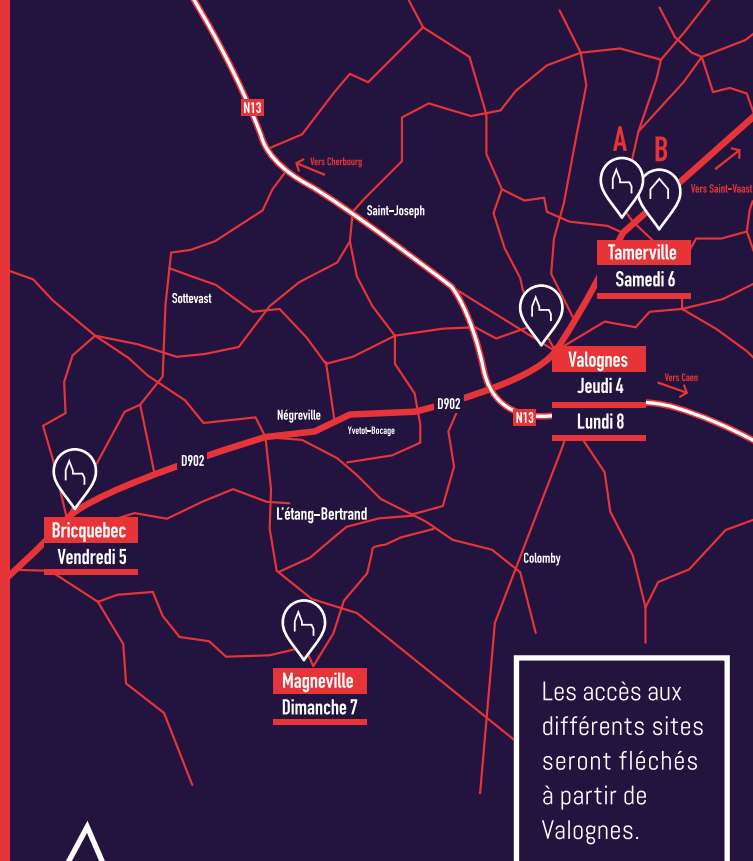 N13
Vers Cherbourg
A
B
Vers Saint-Vaast
Saint-Joseph
Tamerville
Samedi 6
Sottevast
Valognes
Jeudi 4
Lundi 8
Vers Caen
D902
N13
Négreville
Yvetot-Bocage
D902
L'étang-Bertrand
Bricquebec
Vendredi 5
Colomby
Magneville
Dimanche 7
Les accès aux
différents sites
seront fléchés
à partir de
Valognes.